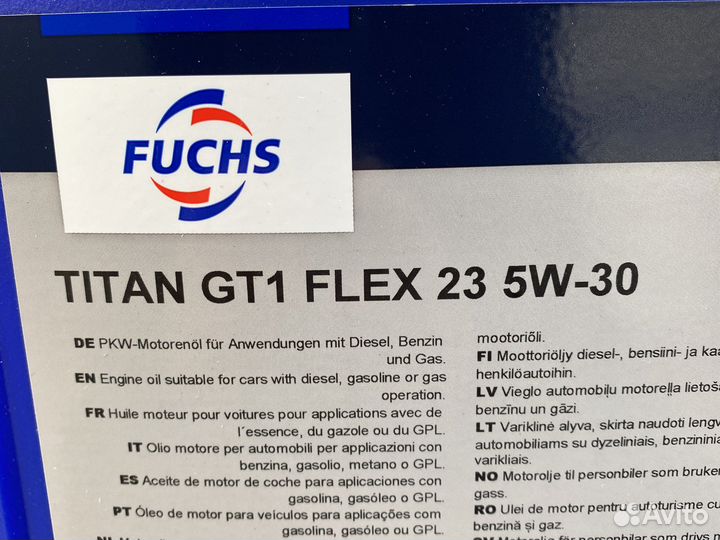 FUCHS
TITAN GT1 FLEX 23 5W-30
DE PKW-Motorenöl für Anwendungen mit Diesel, Benzin
und Gas.
EN Engine oil suitable for cars with diesel, gasoline or gas
operation.
FR Huile moteur pour voitures pour applications avec de
l´essence, du gazole ou du GPL.
IT Olio motore per automobili per applicazioni con
benzina, gasolio, metano o GPL.
ES Aceite de motor de coche para aplicaciones con
gasolina, gasóleo o GPL.
PT Óleo de motor para veículos para aplicações com
gasolina, gasóleo ou GPL.
mootoriõli.
FI Moottoriöljy diesel-, bensiini- ja
henkilöautoihin.
LV Vieglo automobiļu motoreļļa
benzīnu un gāzi.
LT Variklinė alyva, skirta naudoti
automobiliams su dyzeliniais,
varikliais.
NO Motorolje til personbiler som
gass.
RO Ulei de motor pentru autoturisme cu
benzină și gaz.
Avito